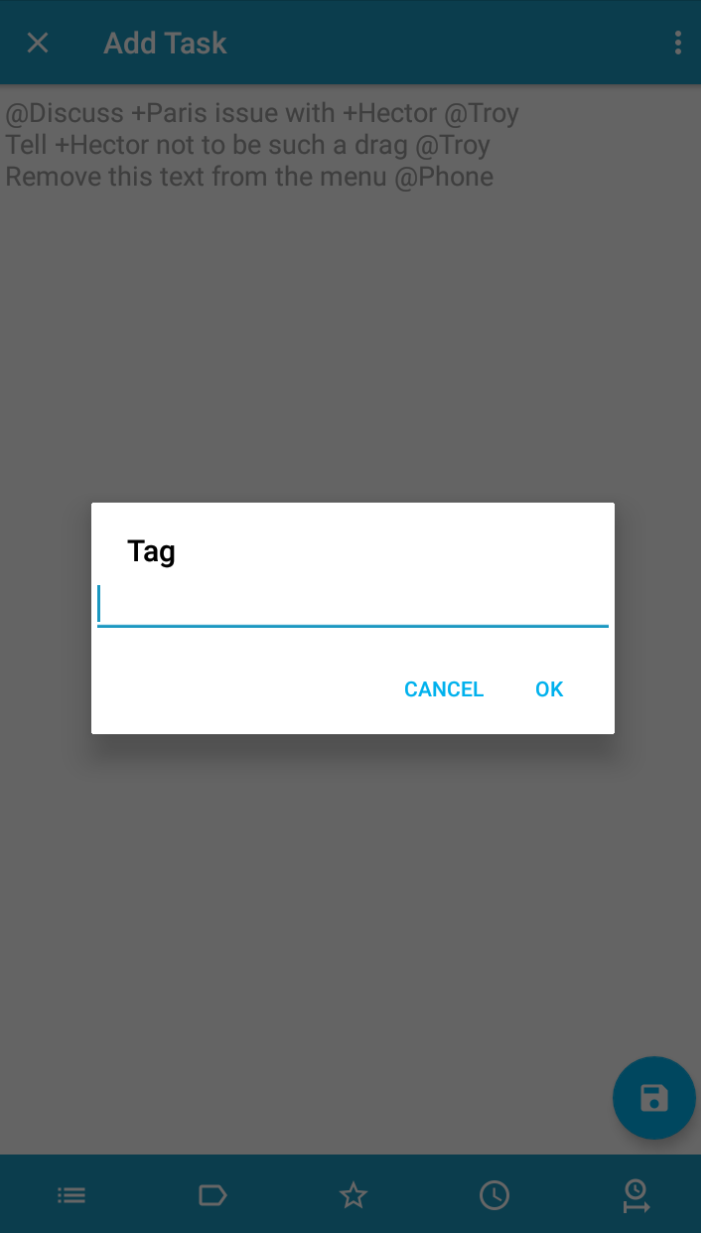 Add Task
@Discuss +Paris issue with +Hector @Troy
Tell +Hector not to be such a drag @Troy
Remove this text from the menu @Phone
Tag
CANCEL OK